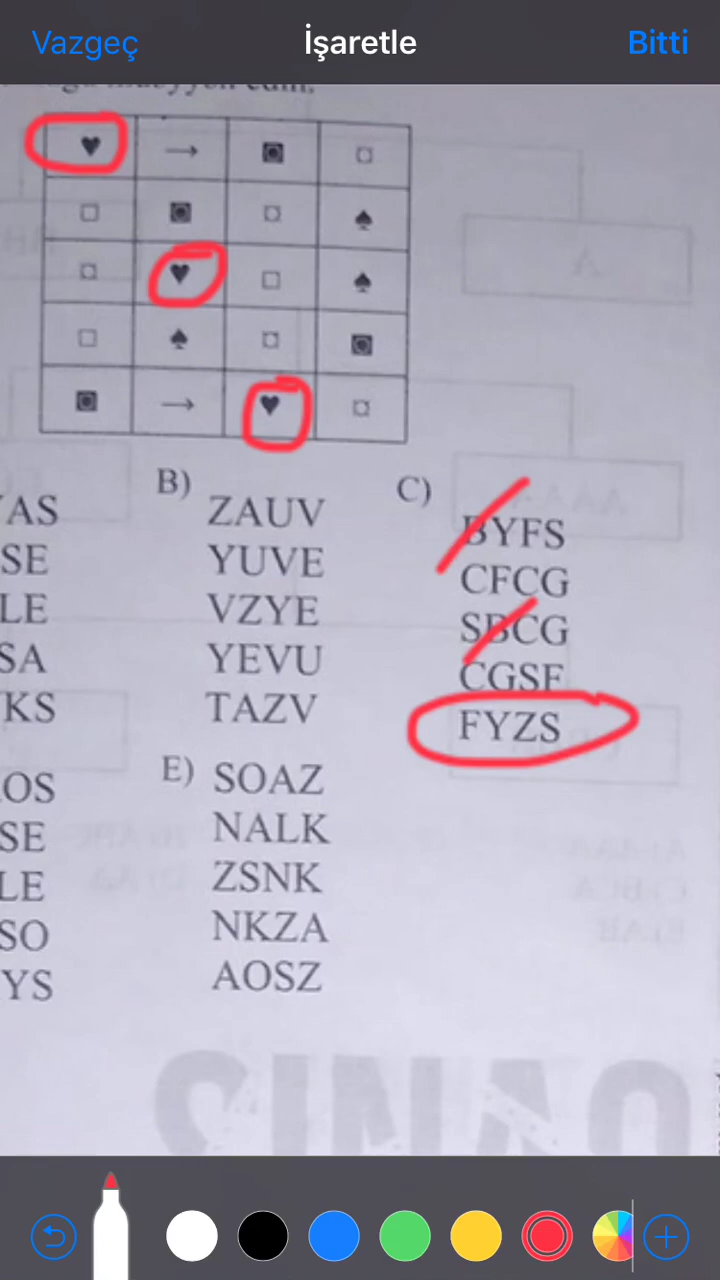 Vazgeç İşaretle Bitti
edin.
B)
C)
ZAUV
YUVE
VZYE
YEVU
TAZV
BYFS
CFCG
SBCG
CGSF
FYZS
AS
SE
LE
SA
KS
E)
SOAZ
NALK
ZSNK
NKZA
AOSZ
OS
SE
LE
SO
YS